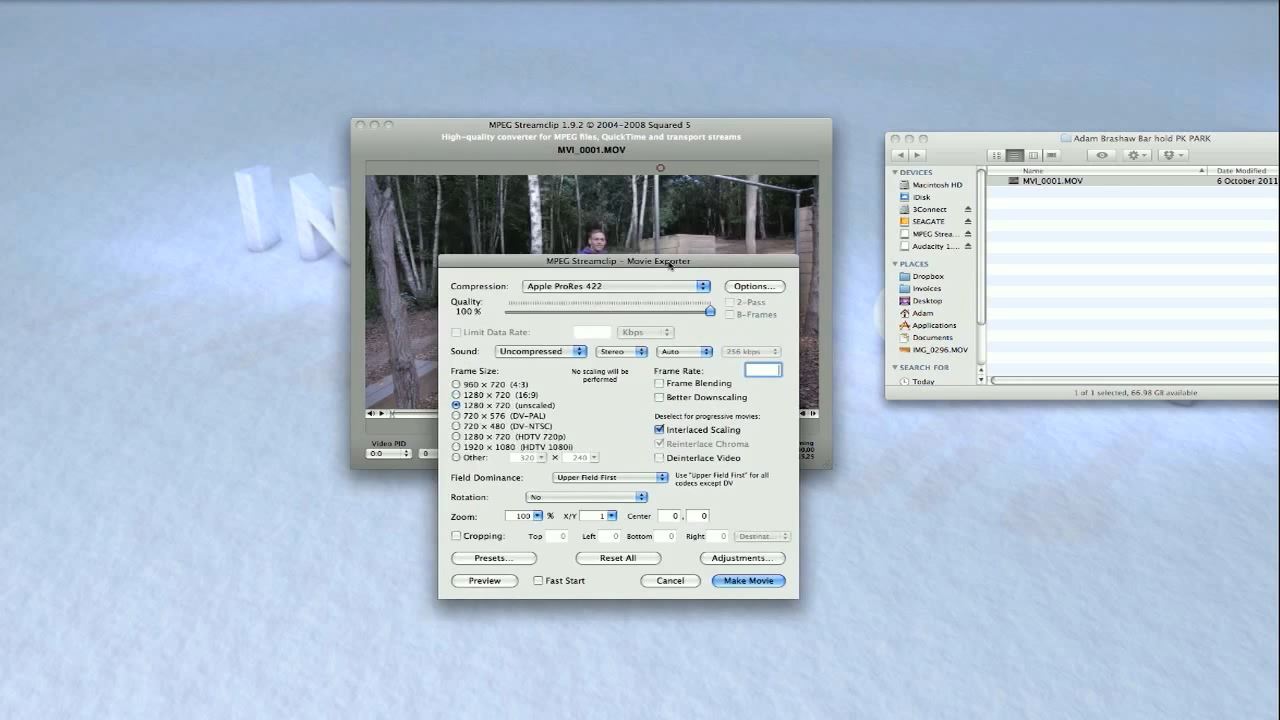 IN
MPEG Streamclip 1.9.2 © 2004-2008 Squared 5
High-quality converter for MPEG files, QuickTime and transport streams
MVI_0001.MOV
Video PID
0:0
0
MPEG Streamclip - Movie Exporter
Compression: Apple ProRes 422 Options...
Quality: 100 % 2-Pass
B-Frames
Limit Data Rate: Kbps
Sound: Uncompressed Stereo Auto 256 kbps
Frame Size: No scaling will be performed
960 × 720 (4:3)
1280 × 720 (16:9)
1280 × 720 (unscaled)
720 × 576 (DV-PAL)
720 × 480 (DV-NTSC)
1280 × 720 (HDTV 720p)
1920 × 1080 (HDTV 1080i)
Other: 320 × 240
Frame Rate:
Frame Blending
Better Downscaling
Deselect for progressive movies:
Interlaced Scaling
Reinterlace Chroma
Deinterlace Video
Field Dominance: Upper Field First Use "Upper Field First" for all codecs except DV
Rotation: No
Zoom: 100 % X/Y 1 Center 0 , 0
Cropping: Top 0 Left 0 Bottom 0 Right 0 Destinat...
Presets... Reset All Adjustments...
Preview Fast Start Cancel Make Movie
Adam Brashaw Bar hold PK PARK
Name Date Modified
MVI_0001.MOV 6 October 2011
DEVICES
Macintosh HD
iDisk
3Connect
SEAGATE
MPEG Strea...
Audacity 1....
PLACES
Dropbox
Invoices
Desktop
Adam
Applications
Documents
IMG_0296.MOV
SEARCH FOR
Today
1 of 1 selected, 66.98 GB available